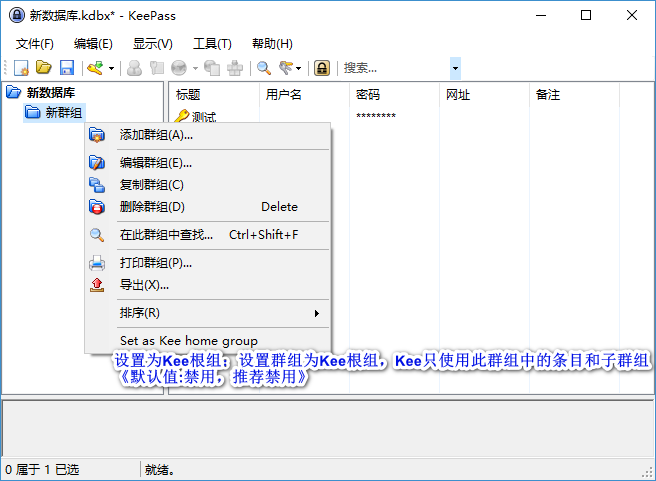 新数据库.kdbx* - KeePass
文件(F) 编辑(E) 显示(V) 工具(T) 帮助(H)
搜索...
新数据库
新群组
标题 用户名 密码 网址 备注
测试 ********
添加群组(A)...
编辑群组(E)...
复制群组(C)
删除群组(D) Delete
在此群组中查找... Ctrl+Shift+F
打印群组(P)...
导出(X)...
排序(R)
Set as Kee home group
设置为Kee根组；设置群组为Kee根组，Kee只使用此群组中的条目和子群组
《默认值:禁用，推荐禁用》
0 属于 1 已选 就绪。